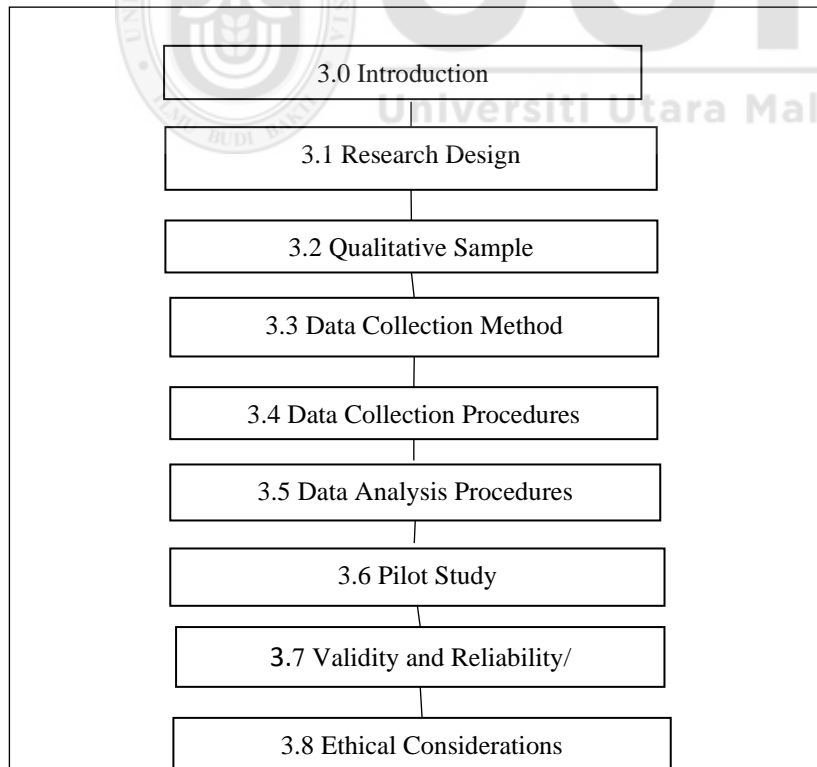 3.0 Introduction
Universiti Utara Mal
BUDI BAKTI
3.1 Research Design
3.2 Qualitative Sample
3.3 Data Collection Method
3.4 Data Collection Procedures
3.5 Data Analysis Procedures
3.6 Pilot Study
3.7 Validity and Reliability/
3.8 Ethical Considerations